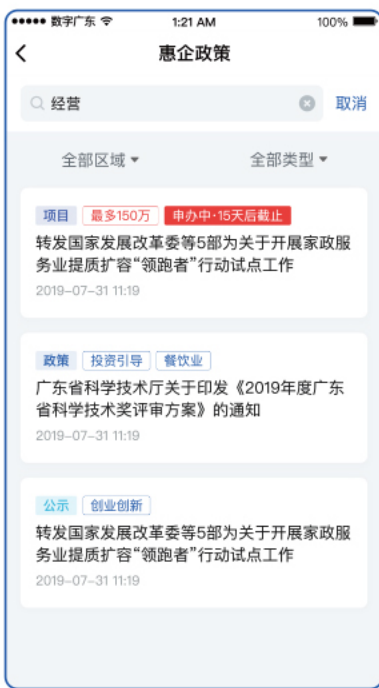 数字广东 1:21 AM 100%
惠企政策
经营 取消
全部区域 全部类型
项目 最多150万 申办中·15天后截止
转发国家发展改革委等5部为关于开展家政服
务业提质扩容“领跑者”行动试点工作
2019-07-31 11:19
政策 投资引导 餐饮业
广东省科学技术厅关于印发《2019年度广东
省科学技术奖评审方案》的通知
2019-07-31 11:19
公示 创业创新
转发国家发展改革委等5部为关于开展家政服
务业提质扩容“领跑者”行动试点工作
2019-07-31 11:19